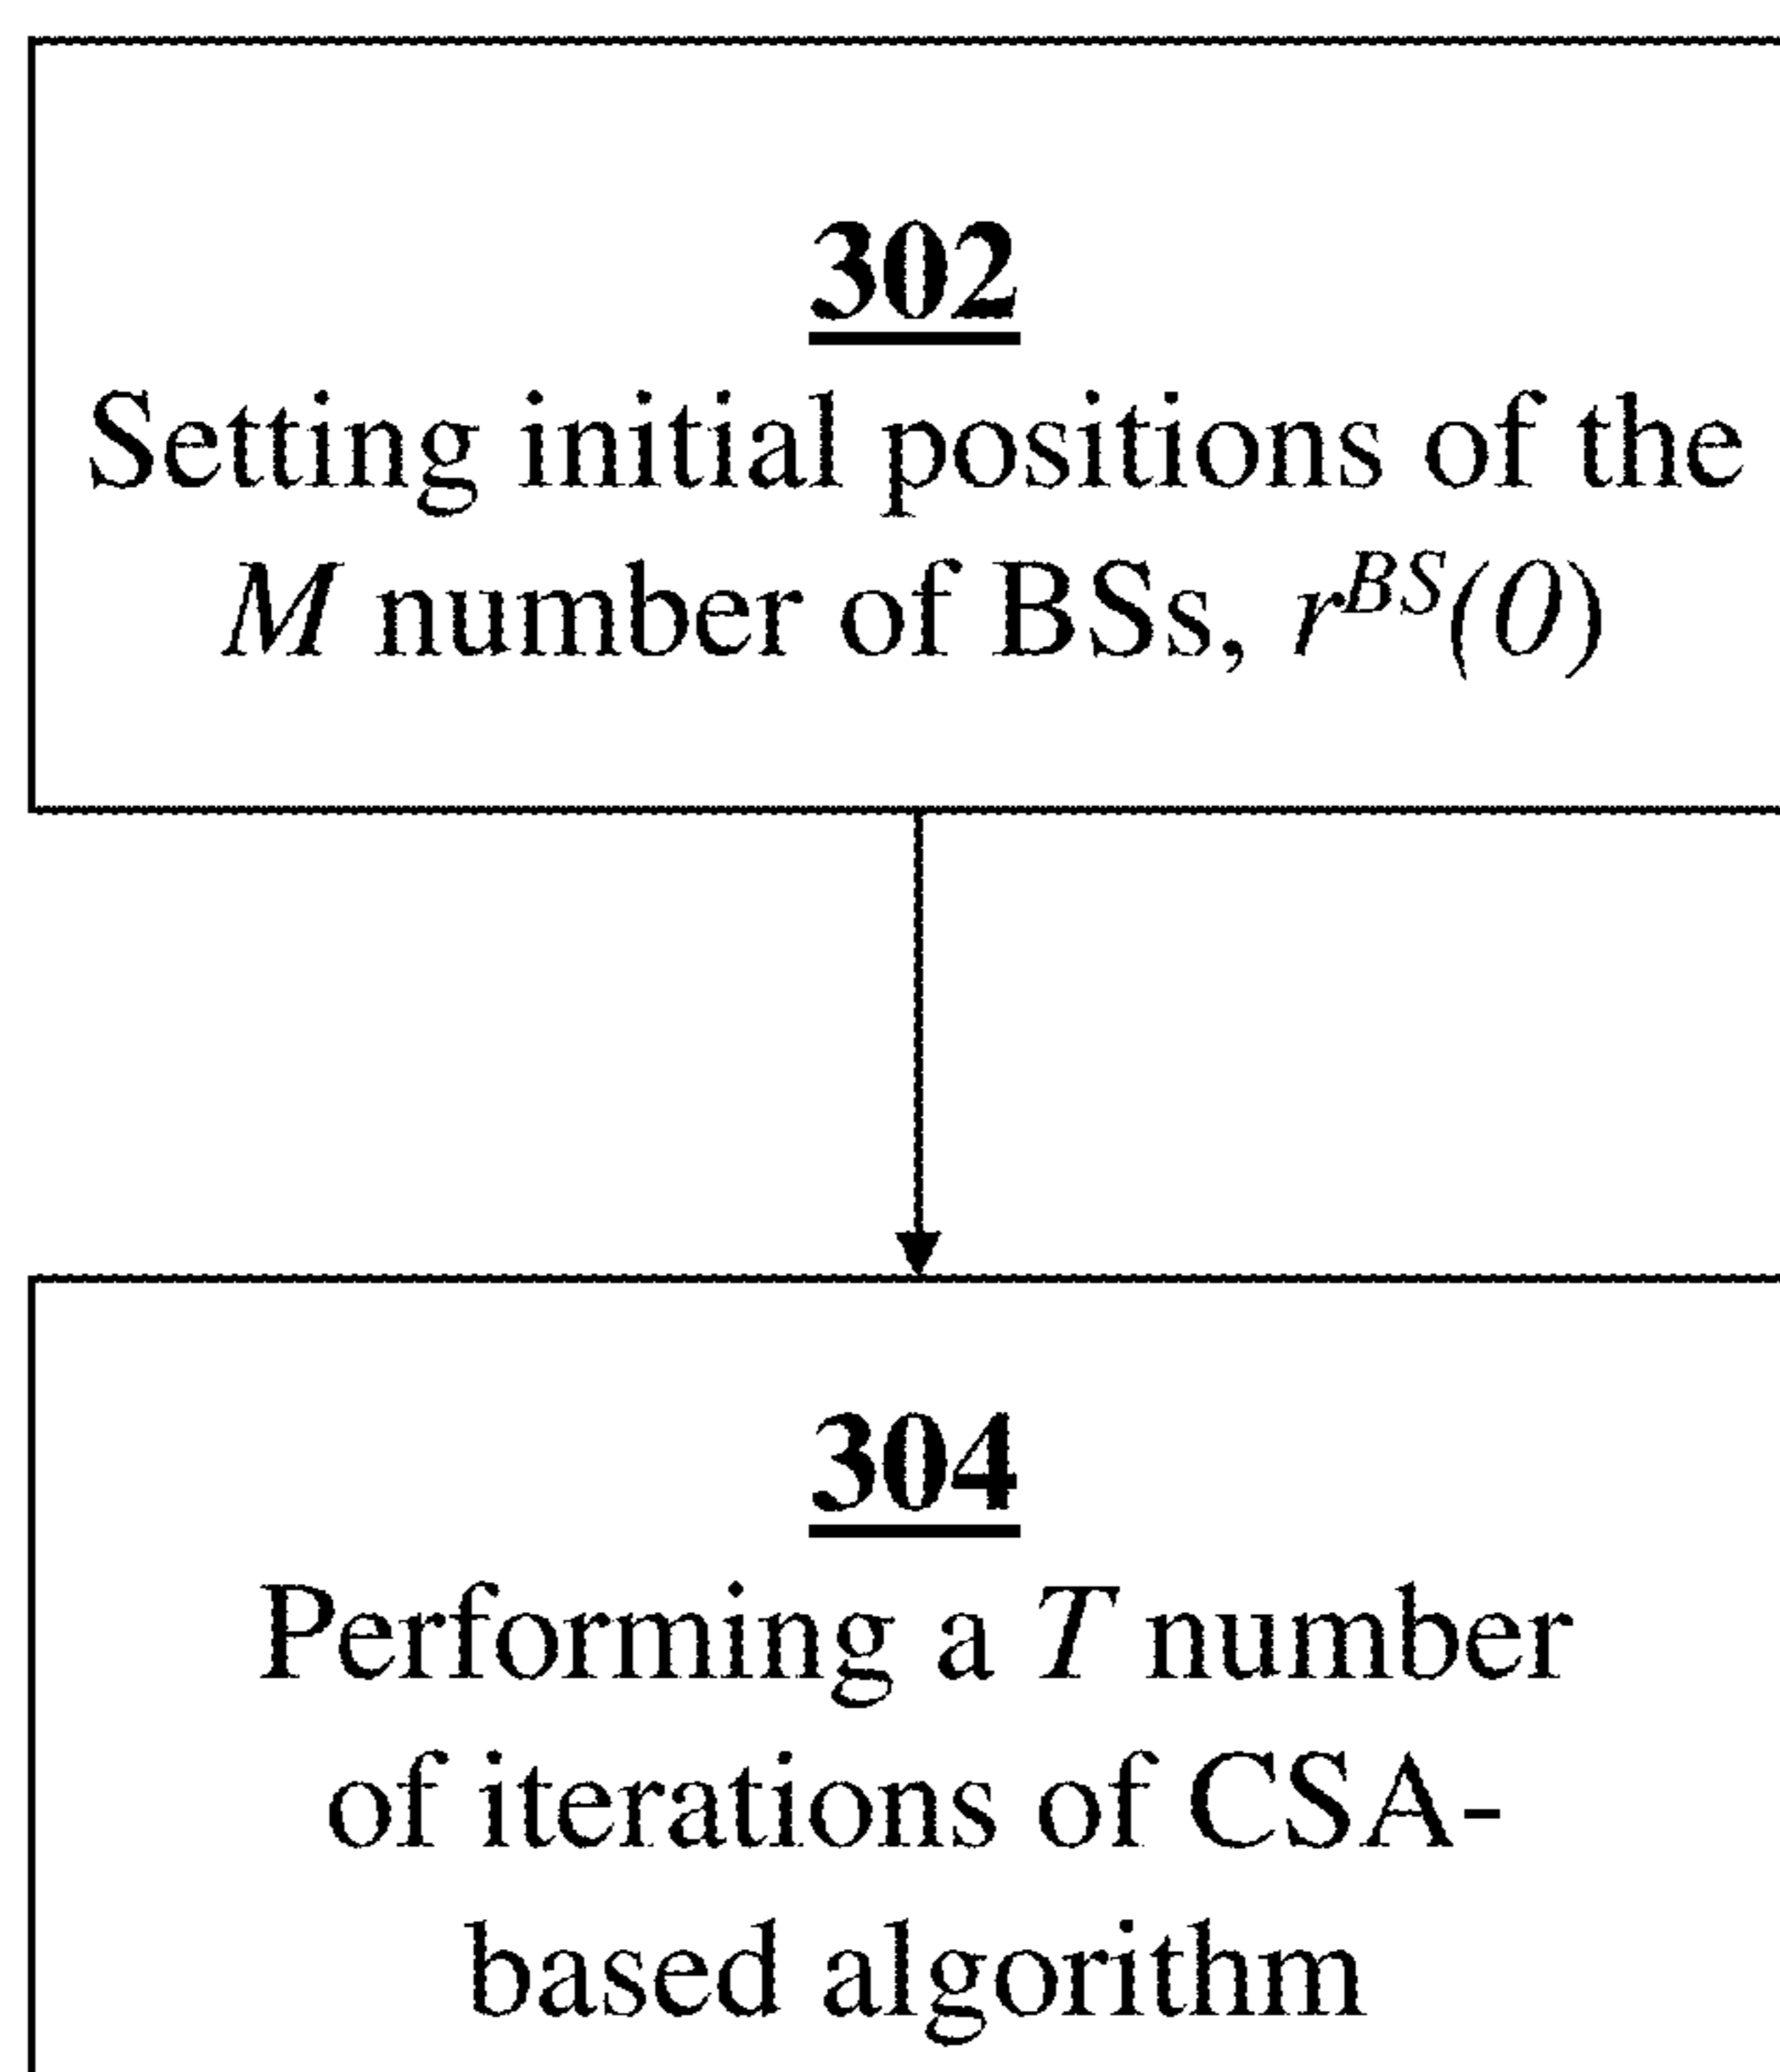 302
Setting initial positions of the
M number of BSs, r^BS(0)
304
Performing a T number
of iterations of CSA-
based algorithm